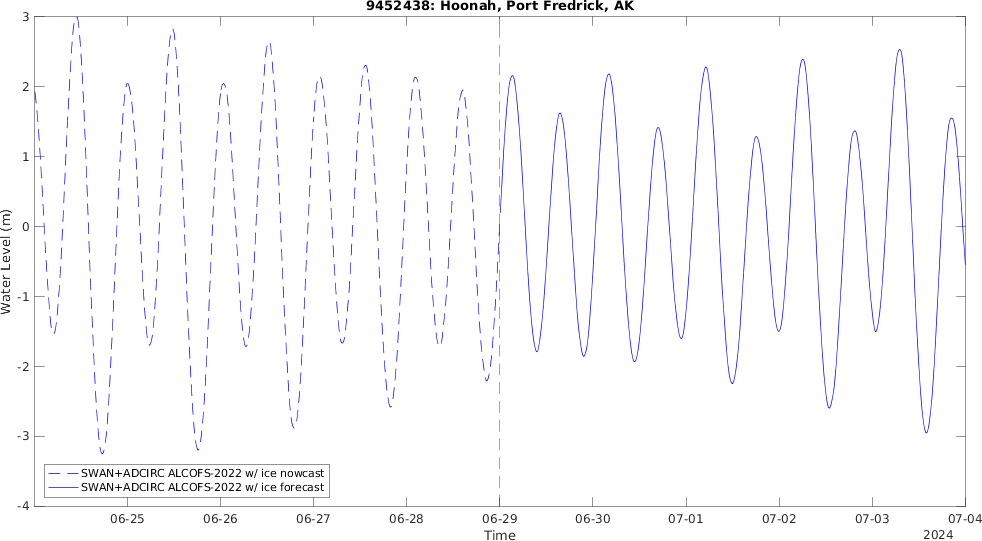 9452438: Hoonah, Port Fredrick, AK
3
2
1
0
-1
-2
-3
-4
Water Level (m)
SWAN+ADCIRC ALCOFS-2022 w/ ice nowcast
SWAN+ADCIRC ALCOFS-2022 w/ ice forecast
06-25 06-26 06-27 06-28 06-29 06-30 07-01 07-02 07-03 07-04
Time
2024